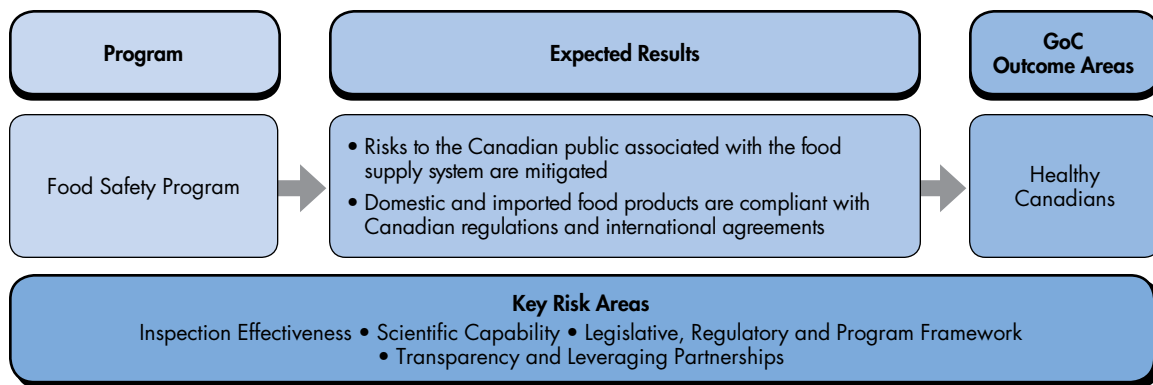 Program
Expected Results
GoC
Outcome Areas
Food Safety Program
• Risks to the Canadian public associated with the food
supply system are mitigated
• Domestic and imported food products are compliant with
Canadian regulations and international agreements
Healthy
Canadians
Key Risk Areas
Inspection Effectiveness • Scientific Capability • Legislative, Regulatory and Program Framework
• Transparency and Leveraging Partnerships